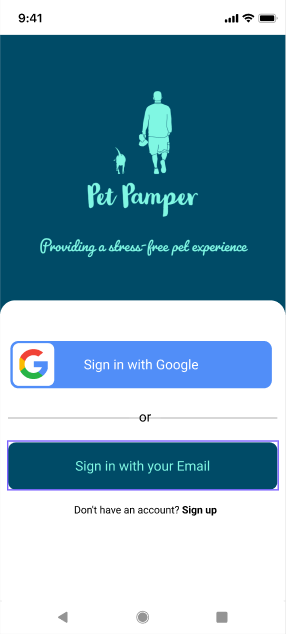 9:41
Pet Pamper
Providing a stress-free pet experience
Sign in with Google
or
Sign in with your Email
Don't have an account? Sign up